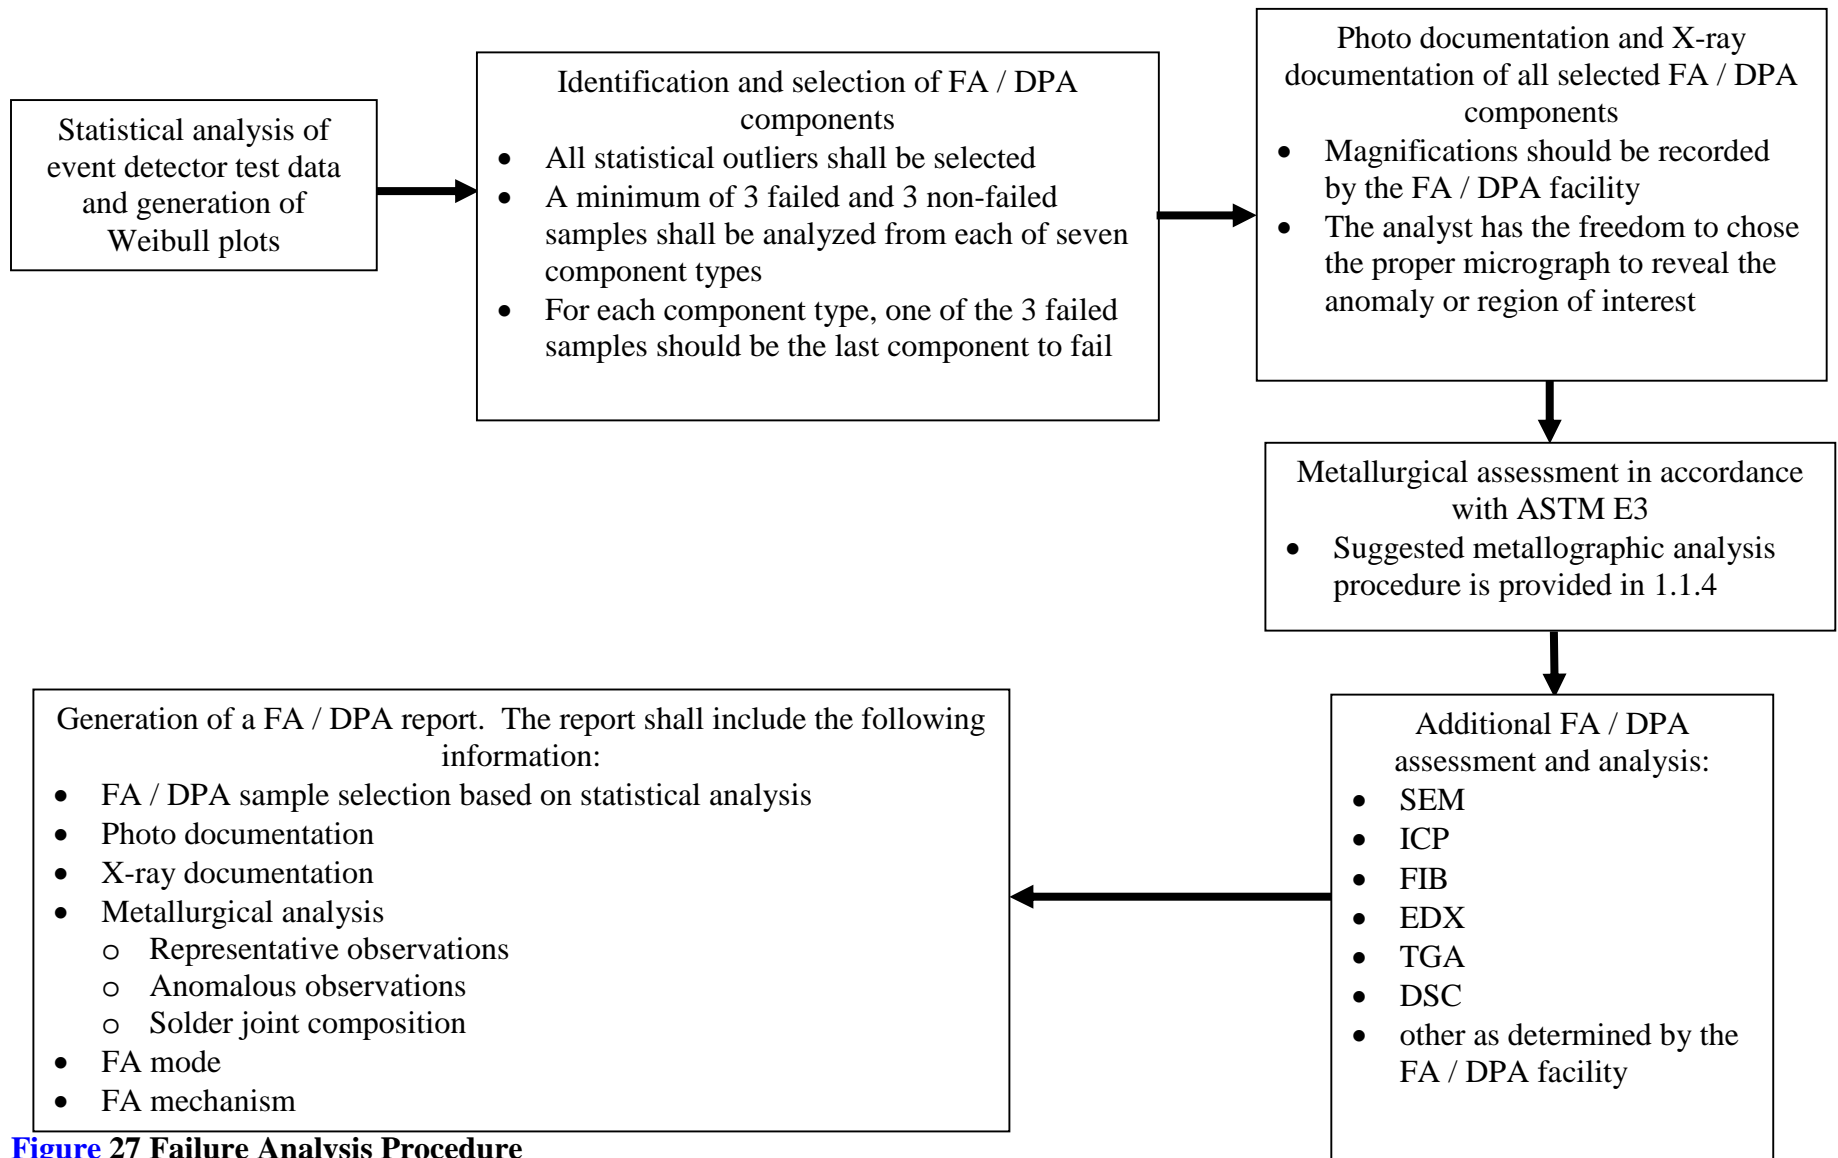 Statistical analysis of
event detector test data
and generation of
Weibull plots
Identification and selection of FA / DPA
components
• All statistical outliers shall be selected
• A minimum of 3 failed and 3 non-failed
samples shall be analyzed from each of seven
component types
• For each component type, one of the 3 failed
samples should be the last component to fail
Photo documentation and X-ray
documentation of all selected FA / DPA
components
• Magnifications should be recorded
by the FA / DPA facility
• The analyst has the freedom to chose
the proper micrograph to reveal the
anomaly or region of interest
Metallurgical assessment in accordance
with ASTM E3
• Suggested metallographic analysis
procedure is provided in 1.1.4
Additional FA / DPA
assessment and analysis:
• SEM
• ICP
• FIB
• EDX
• TGA
• DSC
• other as determined by the
FA / DPA facility
Generation of a FA / DPA report.  The report shall include the following
information:
• FA / DPA sample selection based on statistical analysis
• Photo documentation
• X-ray documentation
• Metallurgical analysis
o Representative observations
o Anomalous observations
o Solder joint composition
• FA mode
• FA mechanism
Figure 27 Failure Analysis Procedure